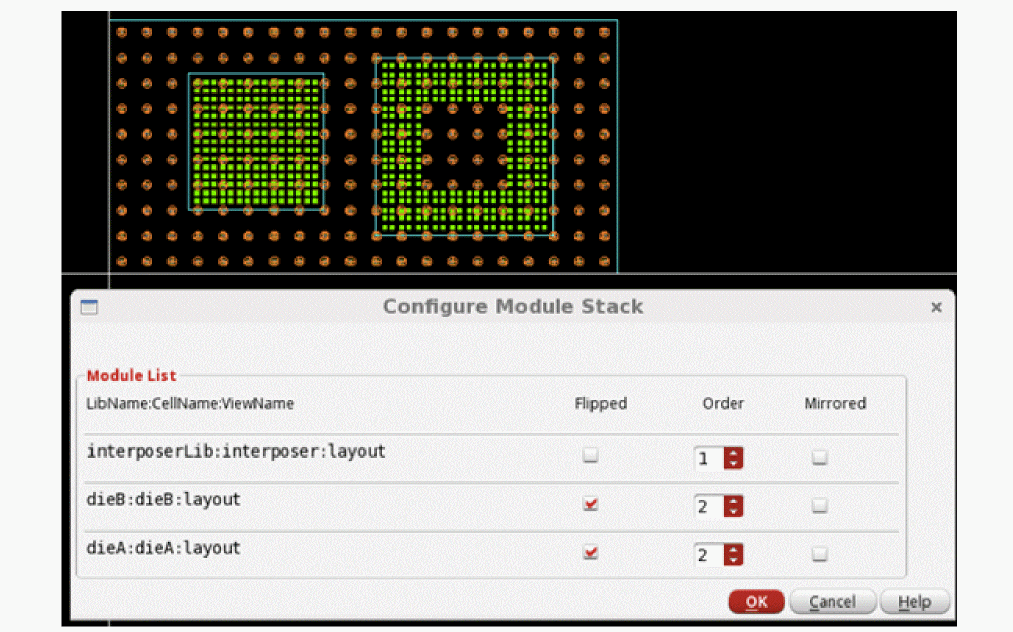 Configure Module Stack
Module List
LibName:CellName:ViewName Flipped Order Mirrored
interposerLib:interposer:layout 1
dieB:dieB:layout 2
dieA:dieA:layout 2
OK Cancel Help